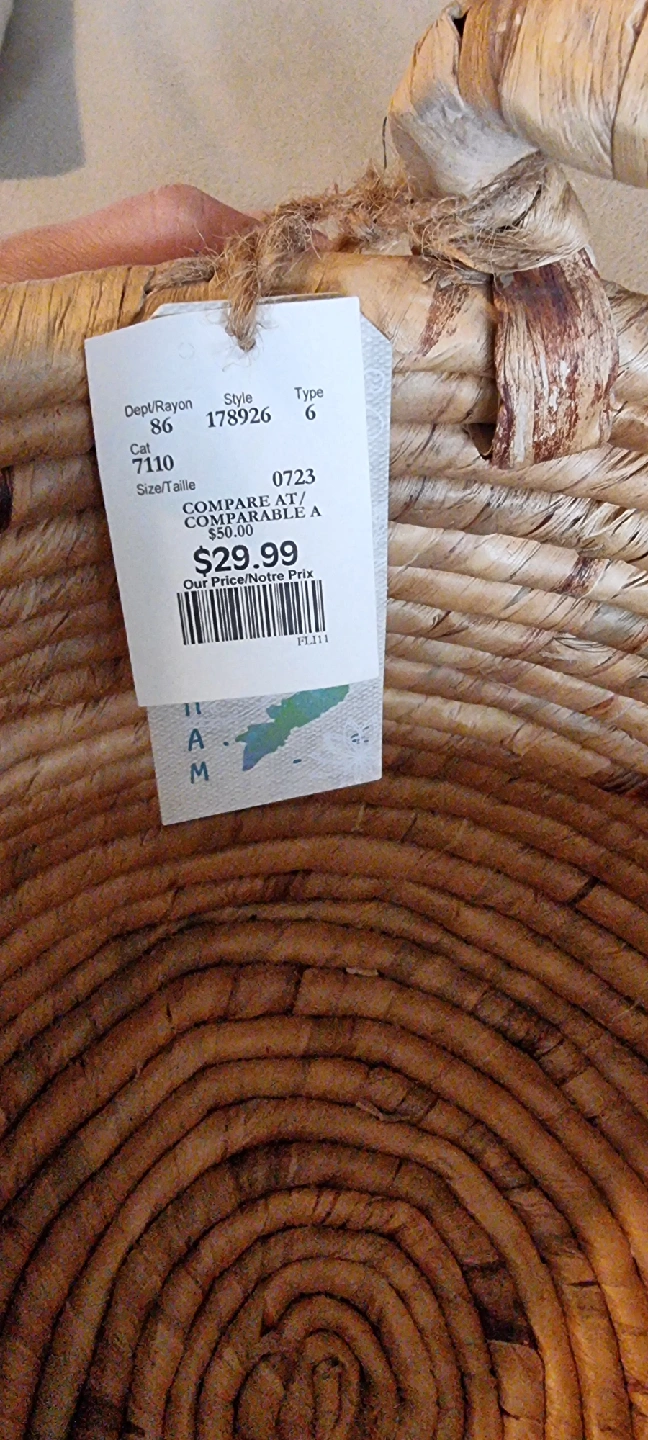 Dept/Rayon Style Type
86 178926 6
Cat
7110
Size/Taille 0723
COMPARE AT/
COMPARABLE A
$50.00
$29.99
Our Price/Notre Prix
FL111
A
M